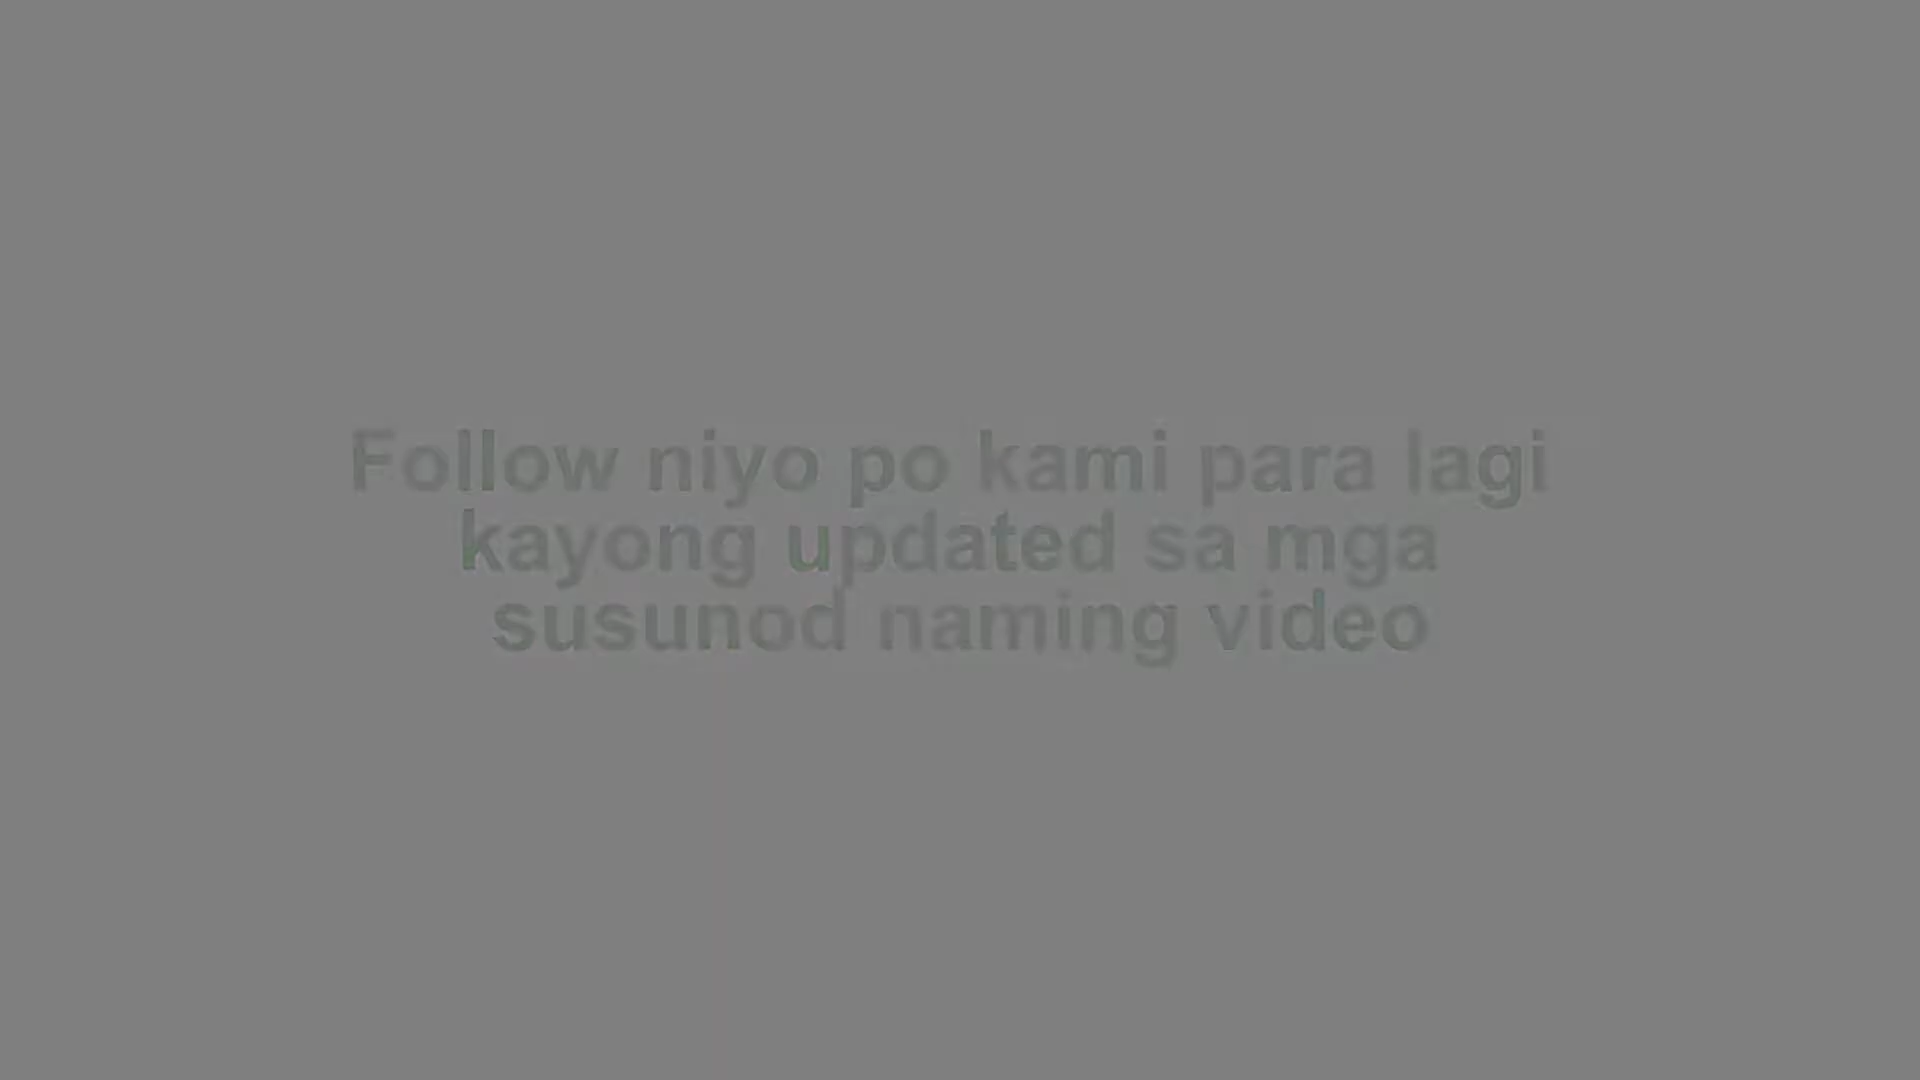 Follow niyo po kami para lagi
kayong updated sa mga
susunod naming video